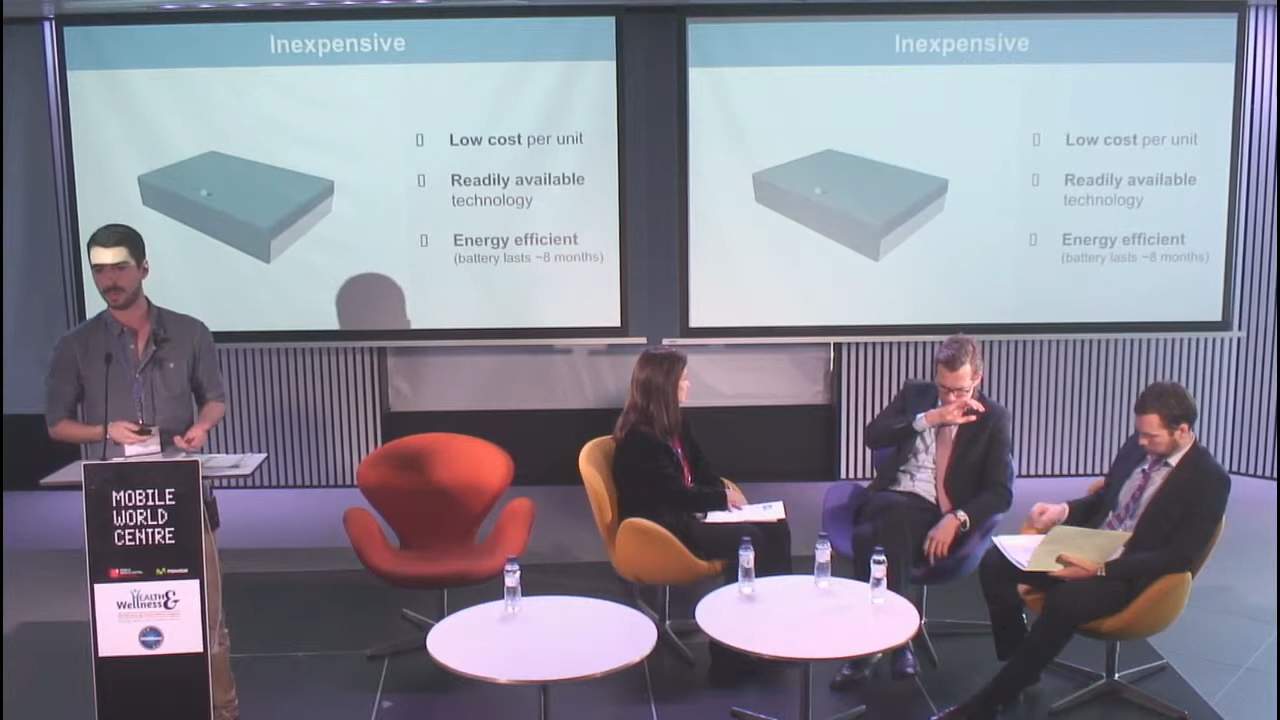 Inexpensive
▯ Low cost per unit
▯ Readily available
technology
▯ Energy efficient
(battery lasts ~8 months)
Inexpensive
▯ Low cost per unit
▯ Readily available
technology
▯ Energy efficient
(battery lasts ~8 months)
MOBILE
WORLD
CENTRE
HEALTH
Wellness&